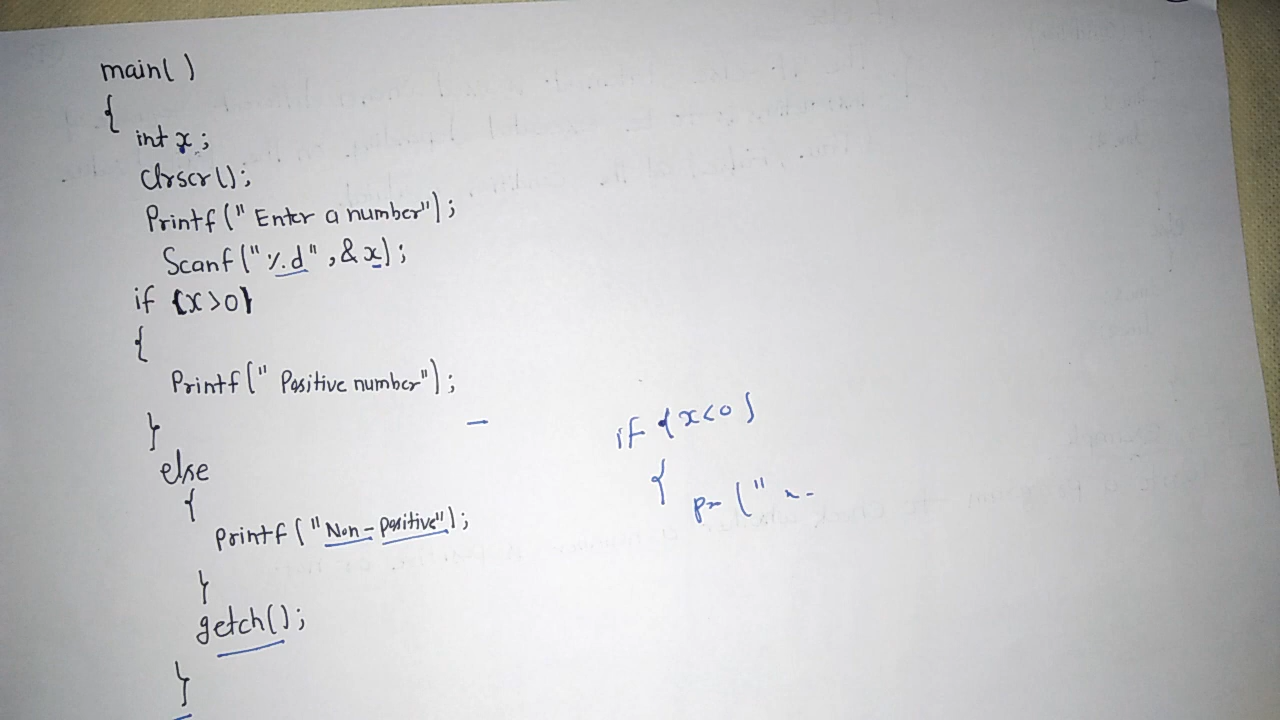 main()
{
int x;
clrscr();
Printf(" Enter a number");
Scanf("%d", &x);
if {x>0}
{
Printf(" Positive number");
}
else
{
printf("Non-positive");
}
getch();
}
if {x<0}
{